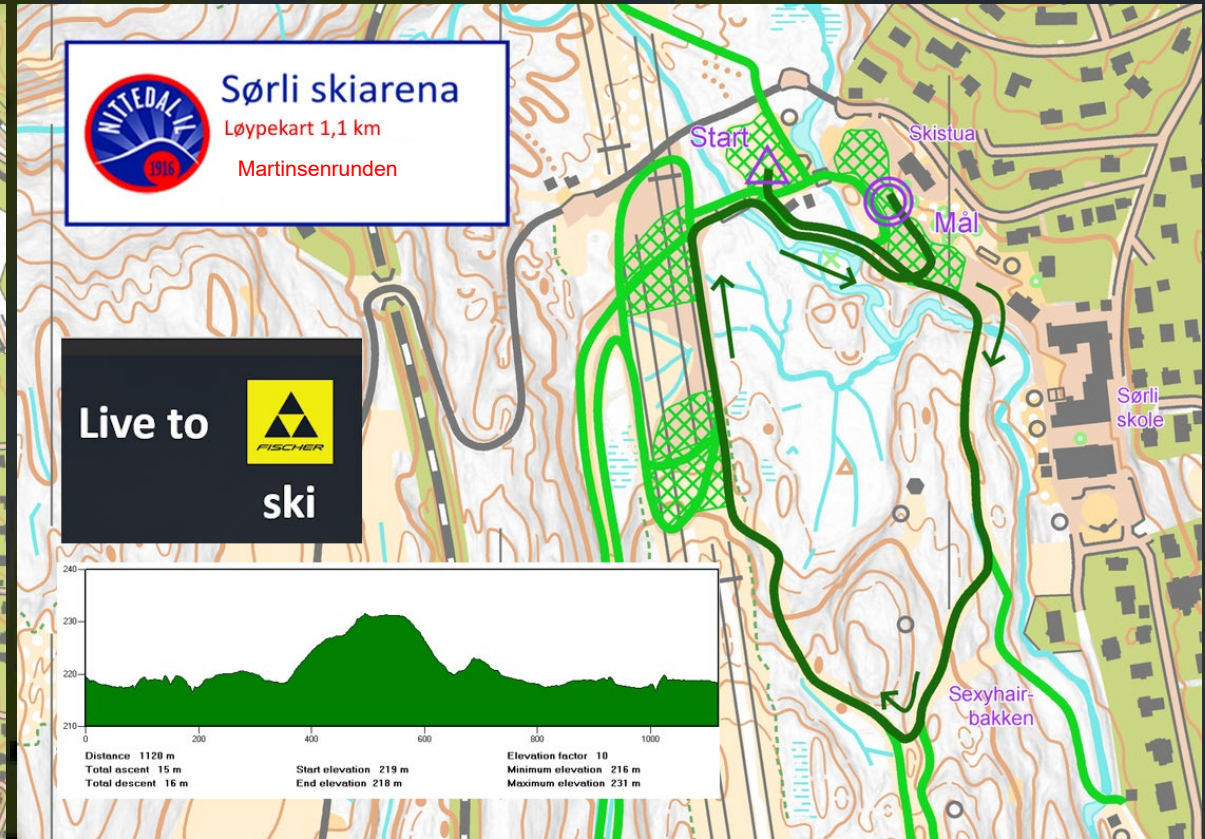 NITTEDAL IL
1916
Sørli skiarena
Løypekart 1,1 km
Martinsenrunden
Start
Skistua
Mål
Sørli
skole
Sexyhair-
bakken
Live to
FISCHER
ski
240
230
220
210
0
200
400
600
800
1000
Distance 1120 m
Total ascent 15 m
Total descent 16 m
Start elevation 219 m
End elevation 218 m
Elevation factor 10
Minimum elevation 216 m
Maximum elevation 231 m